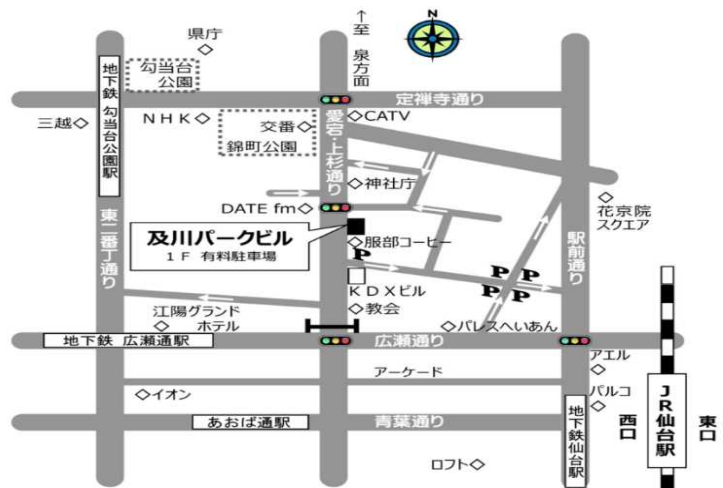 N
↑至 泉方面
県庁
勾当台
公園
地下鉄 勾当台公園駅
定禅寺通り
三越
NHK
交番
錦町公園
CATV
愛宕・上杉通り
神社庁
DATE fm
花京院
スクエア
東二番丁通り
及川パークビル
1F 有料駐車場
服部コーヒー
駅前通り
P
P P
P P
KDXビル
江陽グランド
ホテル
教会
パレスへいあん
地下鉄 広瀬通駅
広瀬通り
アエル
アーケード
イオン
パルコ
あおば通駅
青葉通り
地下鉄仙台駅
西口
JR仙台駅
東口
ロフト